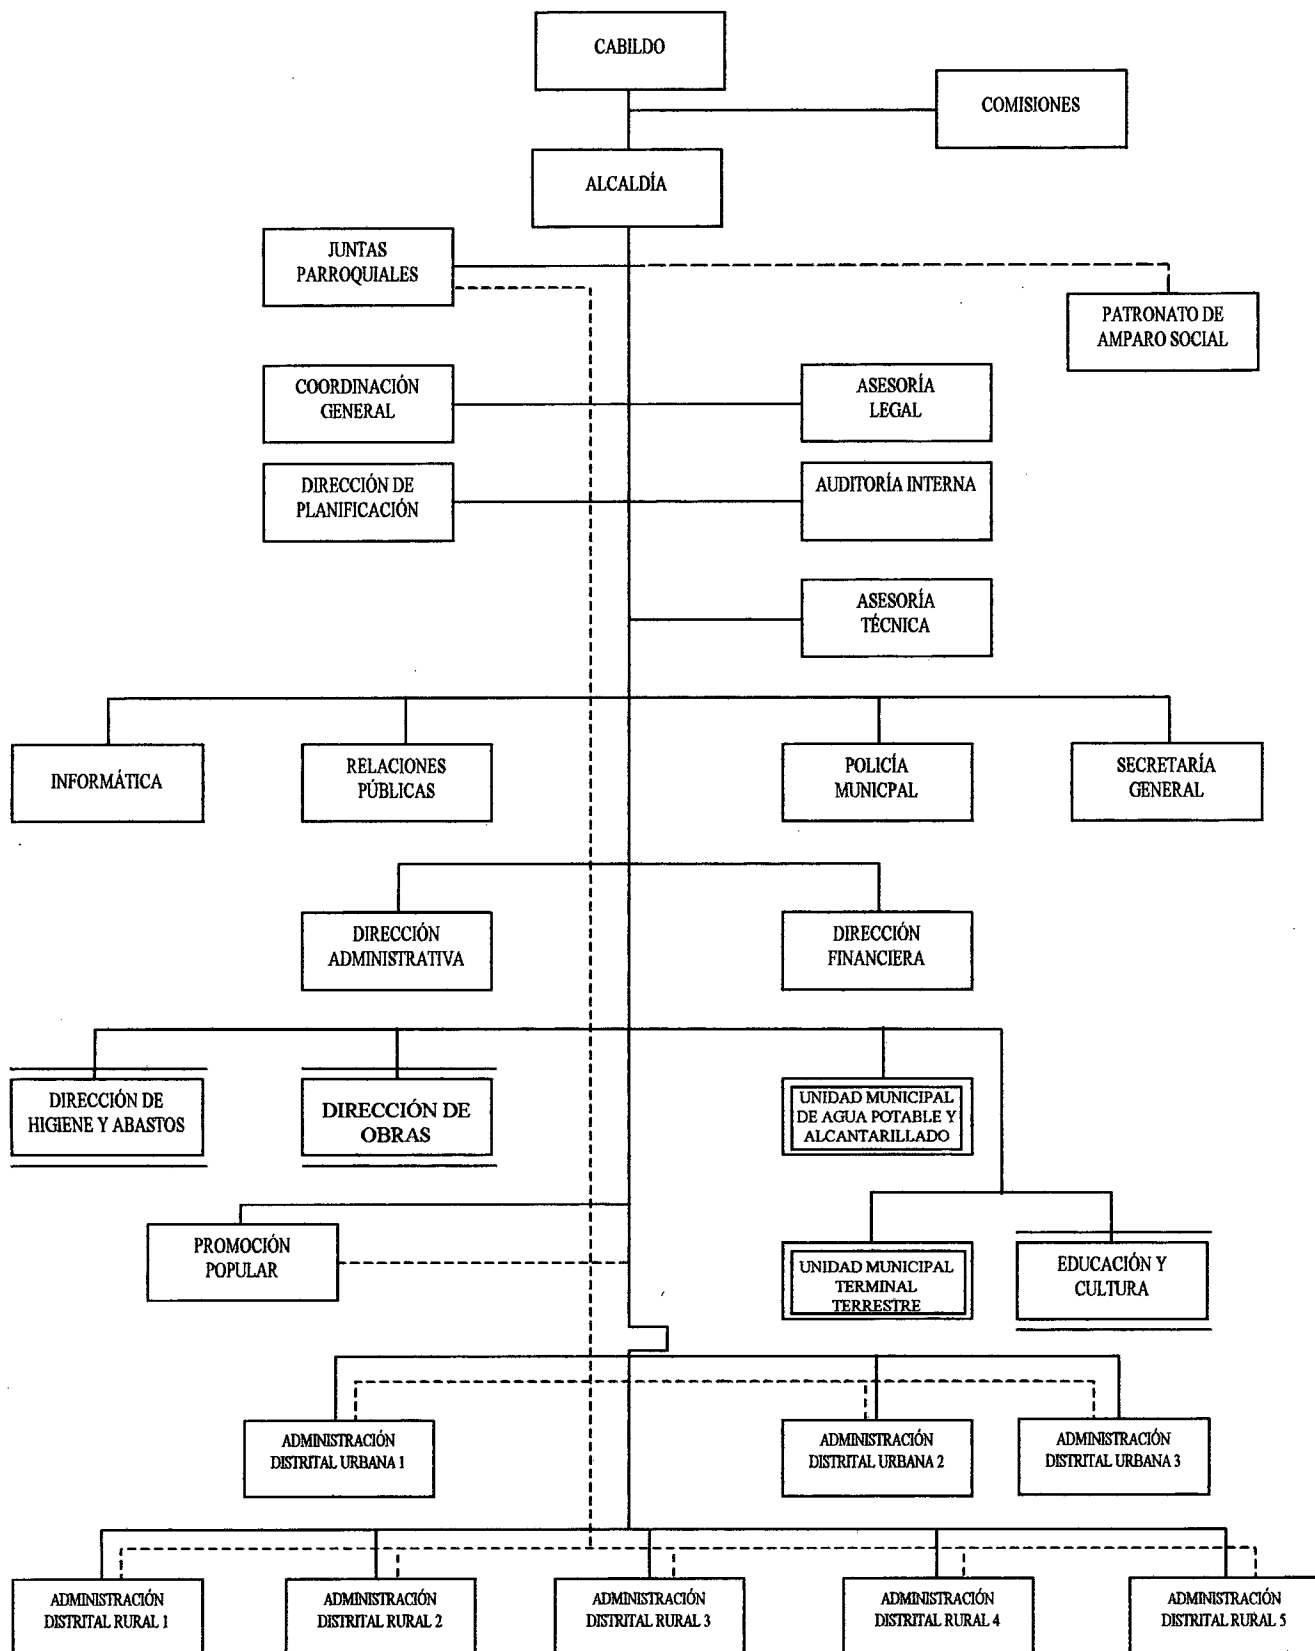 CABILDO
COMISIONES
ALCALDÍA
JUNTAS
PARROQUIALES
PATRONATO DE
AMPARO SOCIAL
COORDINACIÓN
GENERAL
ASESORÍA
LEGAL
DIRECCIÓN DE
PLANIFICACIÓN
AUDITORÍA INTERNA
ASESORÍA
TÉCNICA
INFORMÁTICA
RELACIONES
PÚBLICAS
POLICÍA
MUNICPAL
SECRETARÍA
GENERAL
DIRECCIÓN
ADMINISTRATIVA
DIRECCIÓN
FINANCIERA
DIRECCIÓN DE
HIGIENE Y ABASTOS
DIRECCIÓN DE
OBRAS
UNIDAD MUNICIPAL
DE AGUA POTABLE Y
ALCANTARILLADO
PROMOCIÓN
POPULAR
UNIDAD MUNICIPAL
TERMINAL
TERRESTRE
EDUCACIÓN Y
CULTURA
ADMINISTRACIÓN
DISTRITAL URBANA 1
ADMINISTRACIÓN
DISTRITAL URBANA 2
ADMINISTRACIÓN
DISTRITAL URBANA 3
ADMINISTRACIÓN
DISTRITAL RURAL 1
ADMINISTRACIÓN
DISTRITAL RURAL 2
ADMINISTRACIÓN
DISTRITAL RURAL 3
ADMINISTRACIÓN
DISTRITAL RURAL 4
ADMINISTRACIÓN
DISTRITAL RURAL 5